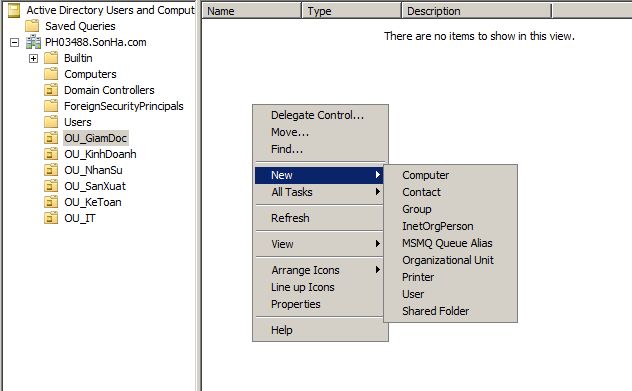 Active Directory Users and Comput
Saved Queries
PH03488.SonHa.com
Builtin
Computers
Domain Controllers
ForeignSecurityPrincipals
Users
OU_GiamDoc
OU_KinhDoanh
OU_NhanSu
OU_SanXuat
OU_KeToan
OU_IT
Name Type Description
There are no items to show in this view.
Delegate Control...
Move...
Find...
New
All Tasks
Refresh
View
Arrange Icons
Line up Icons
Properties
Help
Computer
Contact
Group
InetOrgPerson
MSMQ Queue Alias
Organizational Unit
Printer
User
Shared Folder